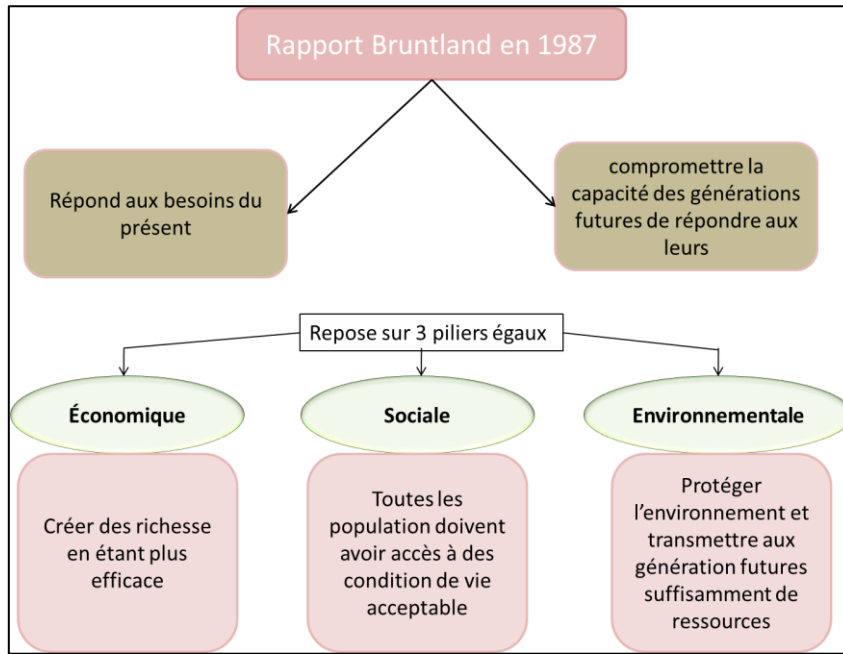 Rapport Bruntland en 1987
Répond aux besoins du
présent
compromettre la
capacité des générations
futures de répondre aux
leurs
Repose sur 3 piliers égaux
Économique
Sociale
Environnementale
Créer des richesse
en étant plus
efficace
Toutes les
population doivent
avoir accès à des
condition de vie
acceptable
Protéger
l’environnement et
transmettre aux
génération futures
suffisamment de
ressources